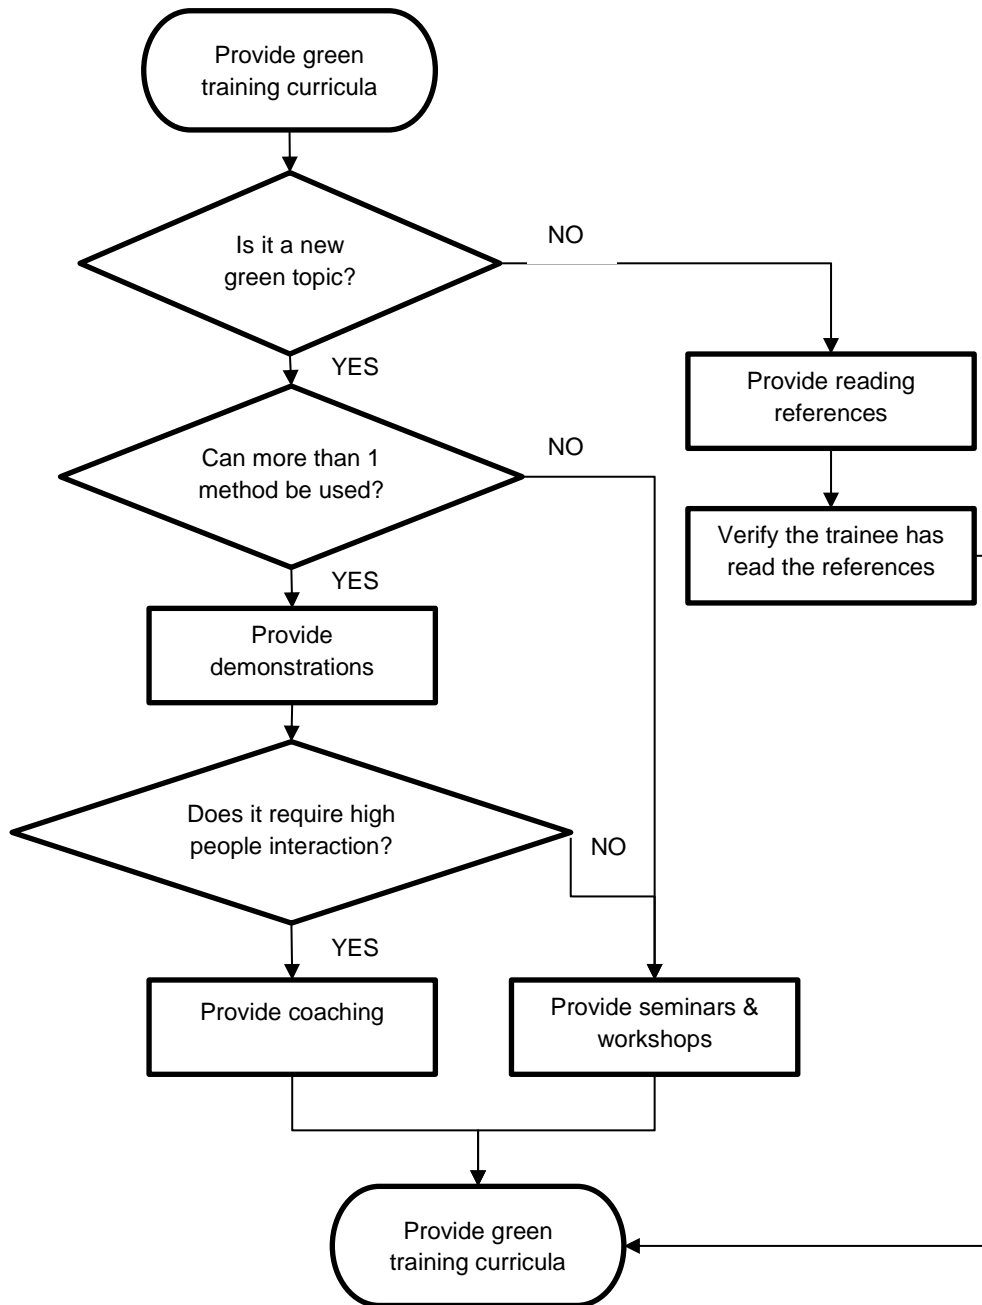 Provide green
training curricula
Is it a new
green topic?
NO
YES
Provide reading
references
Can more than 1
method be used?
NO
Verify the trainee has
read the references
YES
Provide
demonstrations
Does it require high
people interaction?
NO
YES
Provide coaching
Provide seminars &
workshops
Provide green
training curricula